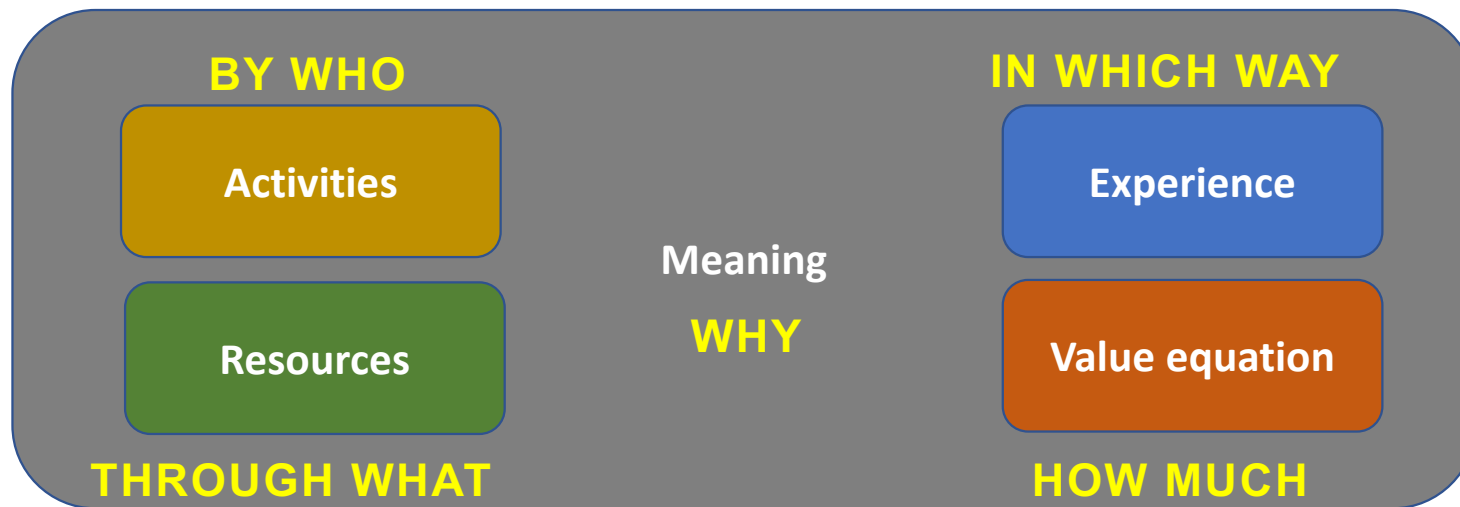 BY WHO
Activities
Resources
THROUGH WHAT
Meaning
WHY
IN WHICH WAY
Experience
Value equation
HOW MUCH